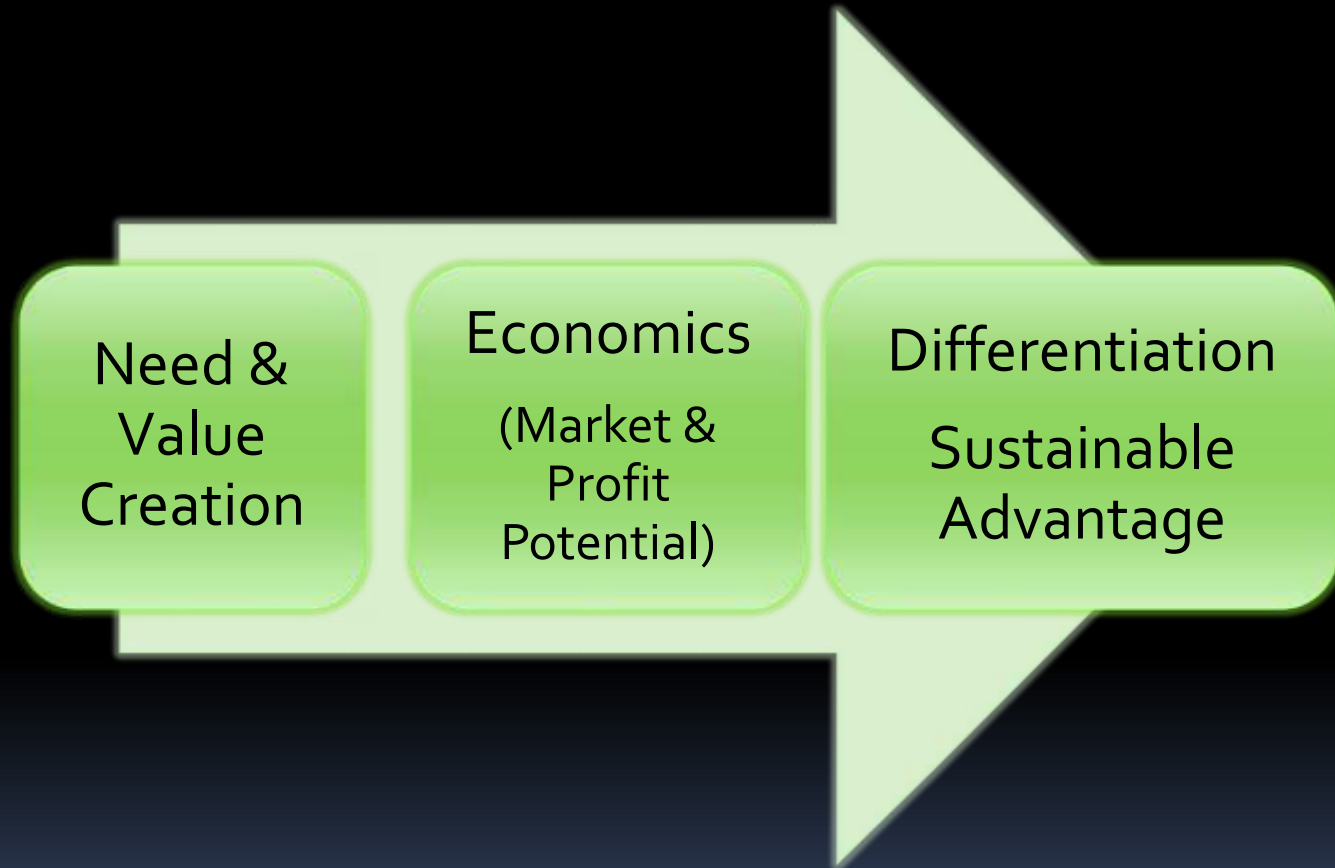 Need &
Value
Creation
Economics
(Market &
Profit
Potential)
Differentiation
Sustainable
Advantage